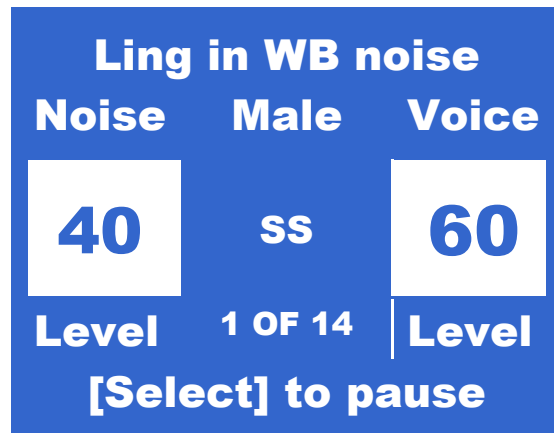 Ling in WB noise
Noise Male Voice
40 SS 60
Level 1 OF 14 Level
[Select] to pause